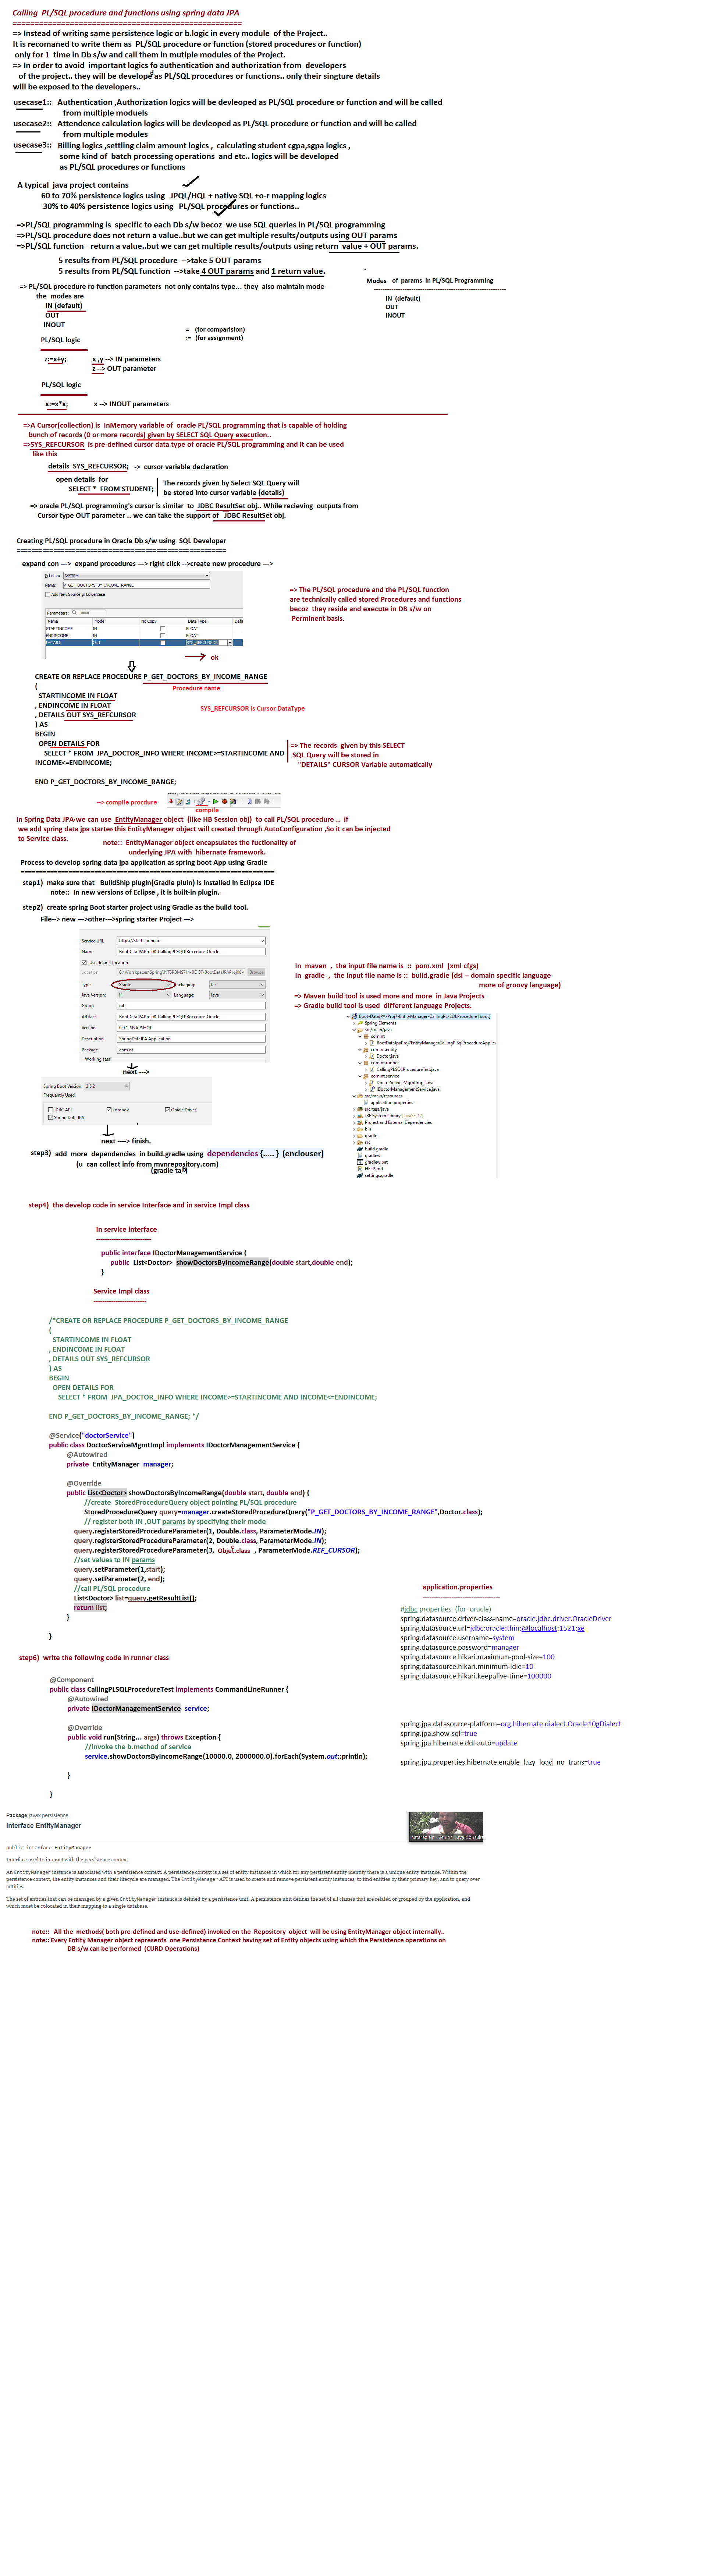 Calling PL/SQL procedure and functions using spring data JPA
=====================================================
=> Instead of writing same persistence logic or b.logic in every module of the Project..
It is recomaned to write them as PL/SQL procedure or function (stored procedures or function)
only for 1 time in Db s/w and call them in mutiple modules of the Project.
=> In order to avoid important logics fo authentication and authorization from developers
of the project.. they will be develope as PL/SQL procedures or functions.. only their singture details
d
will be exposed to the developers..
usecase1:: Authentication ,Authorization logics will be devleoped as PL/SQL procedure or function and will be called
from multiple moduels
usecase2:: Attendence calculation logics will be devleoped as PL/SQL procedure or function and will be called
from multiple modules
usecase3:: Billing logics ,settling claim amount logics , calculating student cgpa,sgpa logics ,
some kind of batch processing operations and etc.. logics will be developed
as PL/SQL procedures or functions
A typical java project contains
60 to 70% persistence logics using JPQL/HQL + native SQL +o-r mapping logics
30% to 40% persistence logics using PL/SQL procedures or functions..
=>PL/SQL programming is specific to each Db s/w becoz we use SQL queries in PL/SQL programming
=>PL/SQL procedure does not return a value..but we can get multiple results/outputs using OUT params
=>PL/SQL function return a value..but we can get multiple results/outputs using return value + OUT params.
5 results from PL/SQL procedure -->take 5 OUT params
5 results from PL/SQL function -->take 4 OUT params and 1 return value.
=> PL/SQL procedure ro function parameters not only contains type... they also maintain mode
the modes are
IN (default)
OUT
INOUT
Modes of params in PL/SQL Programming
------------------------------------------------------------
IN (default)
OUT
INOUT
= (for comparision)
:= (for assignment)
PL/SQL logic
z:=x+y; x ,y --> IN parameters
z --> OUT parameter
PL/SQL logic
x:=x*x; x --> INOUT parameters
=>A Cursor(collection) is InMemory variable of oracle PL/SQL programming that is capable of holding
bunch of records (0 or more records) given by SELECT SQL Query execution..
=>SYS_REFCURSOR is pre-defined cursor data type of oracle PL/SQL programming and it can be used
like this
details SYS_REFCURSOR; -> cursor variable declaration
open details for
SELECT * FROM STUDENT;
The records given by Select SQL Query will
be stored into cursor variable (details)
=> oracle PL/SQL programming's cursor is similar to JDBC ResultSet obj.. While recieving outputs from
Cursor type OUT parameter .. we can take the support of JDBC ResultSet obj.
Creating PL/SQL procedure in Oracle Db s/w using SQL Developer
=======================================================
expand con ---> expand procedures ---> right click -->create new procedure --->
Schema: SYSTEM
Name: P_GET_DOCTORS_BY_INCOME_RANGE
Add New Source In Lowercase
Parameters: name
Name Mode No Copy Data Type Defa
STARTINCOME IN FLOAT
ENDINCOME IN FLOAT
DETAILS OUT SYS_REFCURSOR
ok
=> The PL/SQL procedure and the PL/SQL function
are technically called stored Procedures and functions
becoz they reside and execute in DB s/w on
Perminent basis.
CREATE OR REPLACE PROCEDURE P_GET_DOCTORS_BY_INCOME_RANGE
Procedure name
(
STARTINCOME IN FLOAT
, ENDINCOME IN FLOAT
, DETAILS OUT SYS_REFCURSOR
SYS_REFCURSOR is Cursor DataType
) AS
BEGIN
OPEN DETAILS FOR
SELECT * FROM JPA_DOCTOR_INFO WHERE INCOME>=STARTINCOME AND
INCOME<=ENDINCOME;
=> The records given by this SELECT
SQL Query will be stored in
"DETAILS" CURSOR Variable automatically
END P_GET_DOCTORS_BY_INCOME_RANGE;
--> compile procdure
compile
In Spring Data JPA we can use EntityManager object (like HB Session obj) to call PL/SQL procedure .. if
we add spring data jpa starter this EntityManager object will created through AutoConfiguration ,So it can be injected
to Service class.
note:: EntityManager object encapsulates the fuctionality of
underlying JPA with hibernate framework.
Process to develop spring data jpa application as spring boot App using Gradle
===================================================================
step1) make sure that BuildShip plugin(Gradle pluin) is installed in Eclipse IDE
note:: In new versions of Eclipse , it is built-in plugin.
step2) create spring Boot starter project using Gradle as the build tool.
File--> new --->other--->spring starter Project --->
Service URL https://start.spring.io
Name BootDataJPAProj08-CallingPLSQLPRocedure-Oracle
Use default location
Location
Type: Gradle Packaging: Jar
Java Version: 11 Language: Java
Group nit
Artifact BootDataJPAProj08-CallingPLSQLPRocedure-Oracle
Version 0.0.1-SNAPSHOT
Description SpringDataJPA Application
Package com.nt
Working sets
next --->
In maven , the input file name is :: pom.xml (xml cfgs)
In gradle , the input file name is :: build.gradle (dsl -- domain specific language
more of groovy language)
=> Maven build tool is used more and more in Java Projects
=> Gradle build tool is used different language Projects.
Boot-DataJPA-Proj7-EntityManager-CallingPL-SQLProcedure [boot]
Spring Elements
src/main/java
com.nt
BootDataJpaProj7EntityManagerCallingPlSqlProcedureApplic
com.nt.entity
Doctor.java
com.nt.runner
CallingPLSQLProcedureTest.java
com.nt.service
DoctorServiceMgmtImpl.java
IDoctorManagementService.java
src/main/resources
application.properties
src/test/java
JRE System Library [JavaSE-17]
Project and External Dependencies
bin
gradle
src
build.gradle
gradlew
gradlew.bat
HELP.md
settings.gradle
Spring Boot Version: 2.5.2
Frequently Used:
JDBC API Lombok Oracle Driver
Spring Data JPA
next ----> finish.
step3) add more dependencies in build.gradle using dependencies {..... } (enclouser)
(u can collect info from mvnrepository.com)
(gradle tab)
step4) the develop code in service Interface and in service Impl class
In service interface
-------------------------
public interface IDoctorManagementService {
public List<Doctor> showDoctorsByIncomeRange(double start,double end);
}
Service Impl class
------------------------
/*CREATE OR REPLACE PROCEDURE P_GET_DOCTORS_BY_INCOME_RANGE
(
STARTINCOME IN FLOAT
, ENDINCOME IN FLOAT
, DETAILS OUT SYS_REFCURSOR
) AS
BEGIN
OPEN DETAILS FOR
SELECT * FROM JPA_DOCTOR_INFO WHERE INCOME>=STARTINCOME AND INCOME<=ENDINCOME;
END P_GET_DOCTORS_BY_INCOME_RANGE; */
@Service("doctorService")
public class DoctorServiceMgmtImpl implements IDoctorManagementService {
@Autowired
private EntityManager manager;
@Override
public List<Doctor> showDoctorsByIncomeRange(double start, double end) {
//create StoredProcedureQuery object pointing PL/SQL procedure
StoredProcedureQuery query=manager.createStoredProcedureQuery("P_GET_DOCTORS_BY_INCOME_RANGE",Doctor.class);
// register both IN ,OUT params by specifying their mode
query.registerStoredProcedureParameter(1, Double.class, ParameterMode.IN);
query.registerStoredProcedureParameter(2, Double.class, ParameterMode.IN);
query.registerStoredProcedureParameter(3, Objet.class , ParameterMode.REF_CURSOR);
c
//set values to IN params
query.setParameter(1,start);
query.setParameter(2, end);
//call PL/SQL procedure
List<Doctor> list=query.getResultList();
return list;
}
}
application.properties
-----------------------------------
#jdbc properties (for oracle)
spring.datasource.driver-class-name=oracle.jdbc.driver.OracleDriver
spring.datasource.url=jdbc:oracle:thin:@localhost:1521:xe
spring.datasource.username=system
spring.datasource.password=manager
spring.datasource.hikari.maximum-pool-size=100
spring.datasource.hikari.minimum-idle=10
spring.datasource.hikari.keepalive-time=100000
spring.jpa.datasource-platform=org.hibernate.dialect.Oracle10gDialect
spring.jpa.show-sql=true
spring.jpa.hibernate.ddl-auto=update
spring.jpa.properties.hibernate.enable_lazy_load_no_trans=true
step6) write the following code in runner class
@Component
public class CallingPLSQLProcedureTest implements CommandLineRunner {
@Autowired
private IDoctorManagementService service;
@Override
public void run(String... args) throws Exception {
//invoke the b.method of service
service.showDoctorsByIncomeRange(10000.0, 2000000.0).forEach(System.out::println);
}
}
Package javax.persistence
Interface EntityManager
public interface EntityManager
Interface used to interact with the persistence context.
An EntityManager instance is associated with a persistence context. A persistence context is a set of entity instances in which for any persistent entity identity there is a unique entity instance. Within the
persistence context, the entity instances and their lifecycle are managed. The EntityManager API is used to create and remove persistent entity instances, to find entities by their primary key, and to query over
entities.
The set of entities that can be managed by a given EntityManager instance is defined by a persistence unit. A persistence unit defines the set of all classes that are related or grouped by the application, and
which must be colocated in their mapping to a single database.
note:: All the methods( both pre-defined and use-defined) invoked on the Repository object will be using EntityManager object internally..
note:: Every Entity Manager object represents one Persistence Context having set of Entity objects using which the Persistence operations on
DB s/w can be performed (CURD Operations)